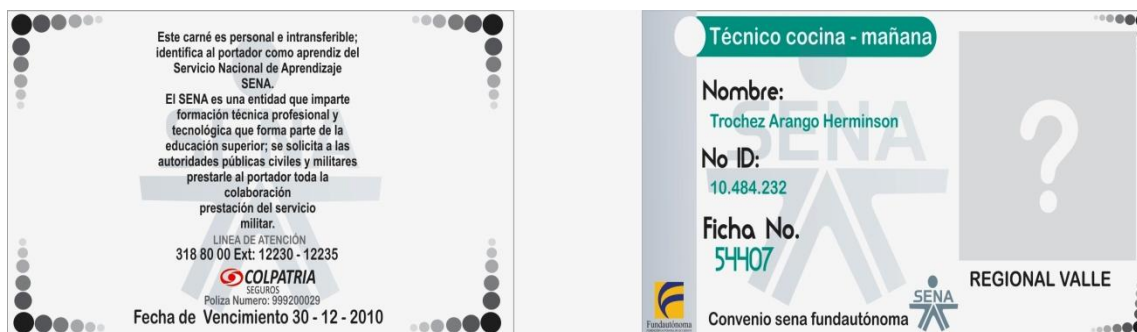 Este carné es personal e intransferible;
identifica al portador como aprendiz del
Servicio Nacional de Aprendizaje
SENA.
El SENA es una entidad que imparte
formación técnica profesional y
tecnológica que forma parte de la
educación superior; se solicita a las
autoridades públicas civiles y militares
prestarle al portador toda la
colaboración
prestación del servicio
militar.
LINEA DE ATENCIÓN
318 80 00 Ext: 12230 - 12235
COLPATRIA
SEGUROS
Poliza Numero: 999200029
Fecha de Vencimiento 30 - 12 - 2010
Técnico cocina - mañana
Nombre:
Trochez Arango Herminson
SENA
No ID:
10.484.232
Ficha No.
54407
?
REGIONAL VALLE
SENA
Fundautónoma
Convenio sena fundautónoma